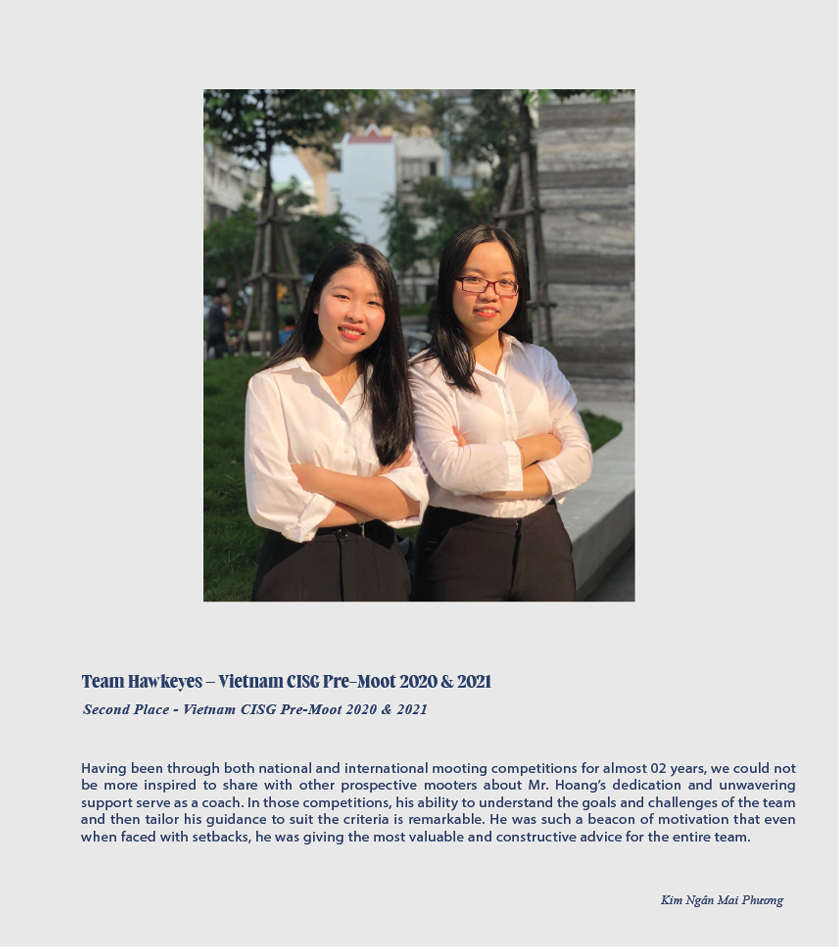 Team Hawkeyes – Vietnam CISG Pre-Moot 2020 & 2021
Second Place - Vietnam CISG Pre-Moot 2020 & 2021
Having been through both national and international mooting competitions for almost 02 years, we could not
be more inspired to share with other prospective mooters about Mr. Hoang’s dedication and unwavering
support serve as a coach. In those competitions, his ability to understand the goals and challenges of the team
and then tailor his guidance to suit the criteria is remarkable. He was such a beacon of motivation that even
when faced with setbacks, he was giving the most valuable and constructive advice for the entire team.
Kim Ngân Mai Phương